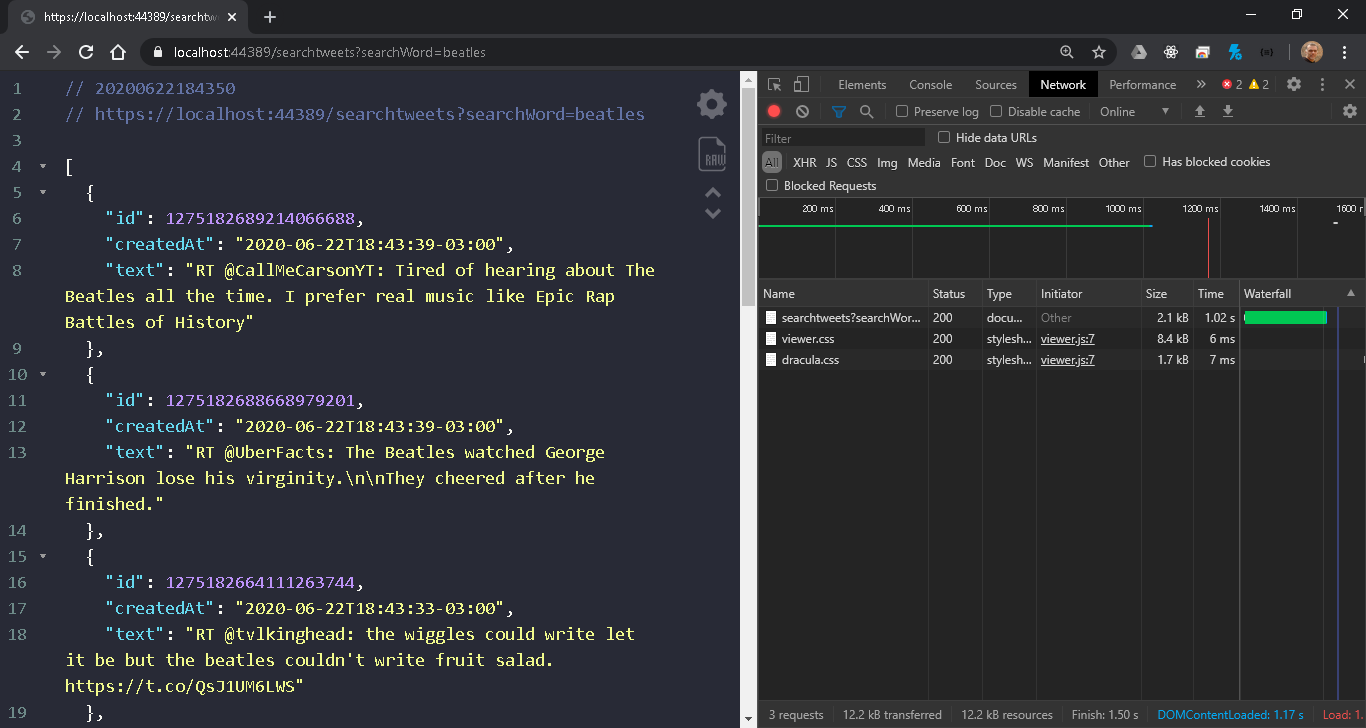 https://localhost:44389/searchtw
localhost:44389/searchtweets?searchWord=beatles
1 // 20200622184350
2 // https://localhost:44389/searchtweets?searchWord=beatles
3
4 [
5 {
6 "id": 1275182689214066688,
7 "createdAt": "2020-06-22T18:43:39-03:00",
8 "text": "RT @CallMeCarsonYT: Tired of hearing about The
Beatles all the time. I prefer real music like Epic Rap
Battles of History"
9 },
10 {
11 "id": 1275182688668979201,
12 "createdAt": "2020-06-22T18:43:39-03:00",
13 "text": "RT @UberFacts: The Beatles watched George
Harrison lose his virginity.\n\nThey cheered after he
finished."
14 },
15 {
16 "id": 1275182664111263744,
17 "createdAt": "2020-06-22T18:43:33-03:00",
18 "text": "RT @tvlkinghead: the wiggles could write let
it be but the beatles couldn't write fruit salad.
https://t.co/QsJ1UM6LWS"
19 },
RAW
Elements Console Sources Network Performance » 2 2
Preserve log Disable cache Online
Filter Hide data URLs
All XHR JS CSS Img Media Font Doc WS Manifest Other Has blocked cookies
Blocked Requests
200 ms 400 ms 600 ms 800 ms 1000 ms 1200 ms 1400 ms 1600 r
Name Status Type Initiator Size Time Waterfall
searchtweets?searchWor... 200 docu... Other 2.1 kB 1.02 s
viewer.css 200 stylesh... viewer.js:7 8.4 kB 6 ms
dracula.css 200 stylesh... viewer.js:7 1.7 kB 7 ms
3 requests 12.2 kB transferred 12.2 kB resources Finish: 1.50 s DOMContentLoaded: 1.17 s Load: 1.